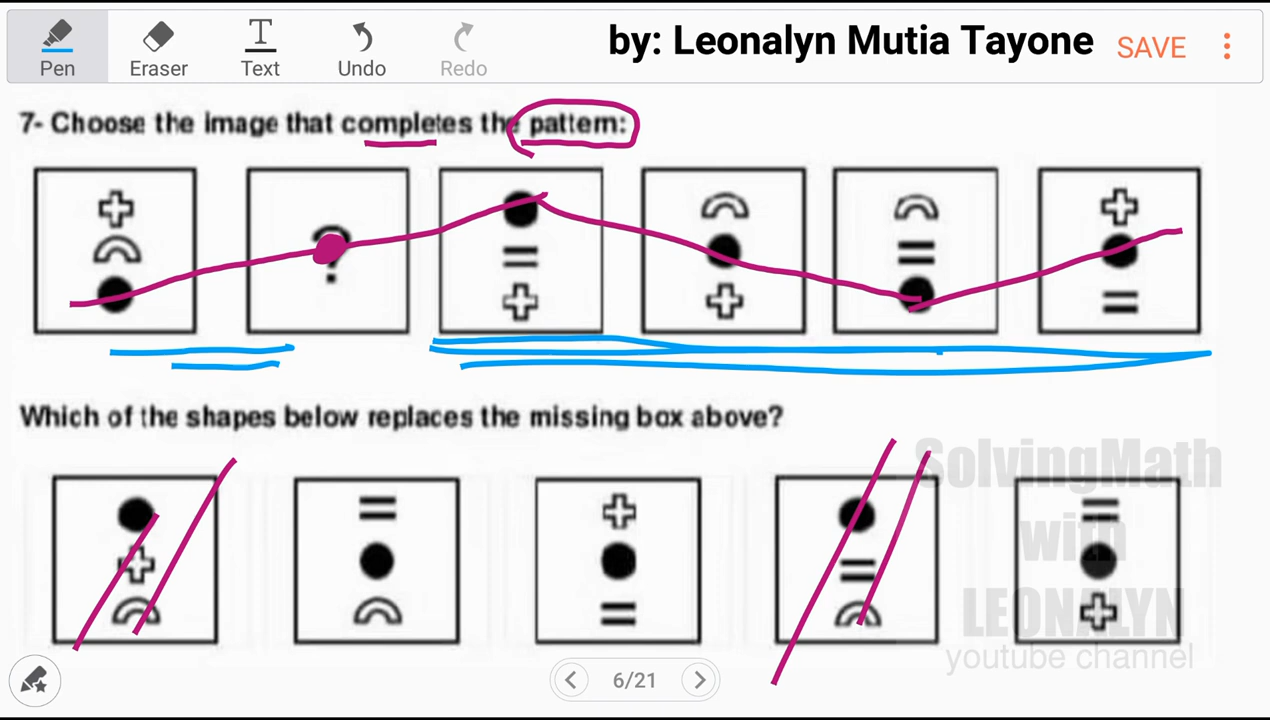 by: Leonalyn Mutia Tayone
SAVE
Pen
Eraser
Text
Undo
Redo
7- Choose the image that completes the pattern:
?
Which of the shapes below replaces the missing box above?
SolvingMath
with
LEONALYN
youtube channel
6/21